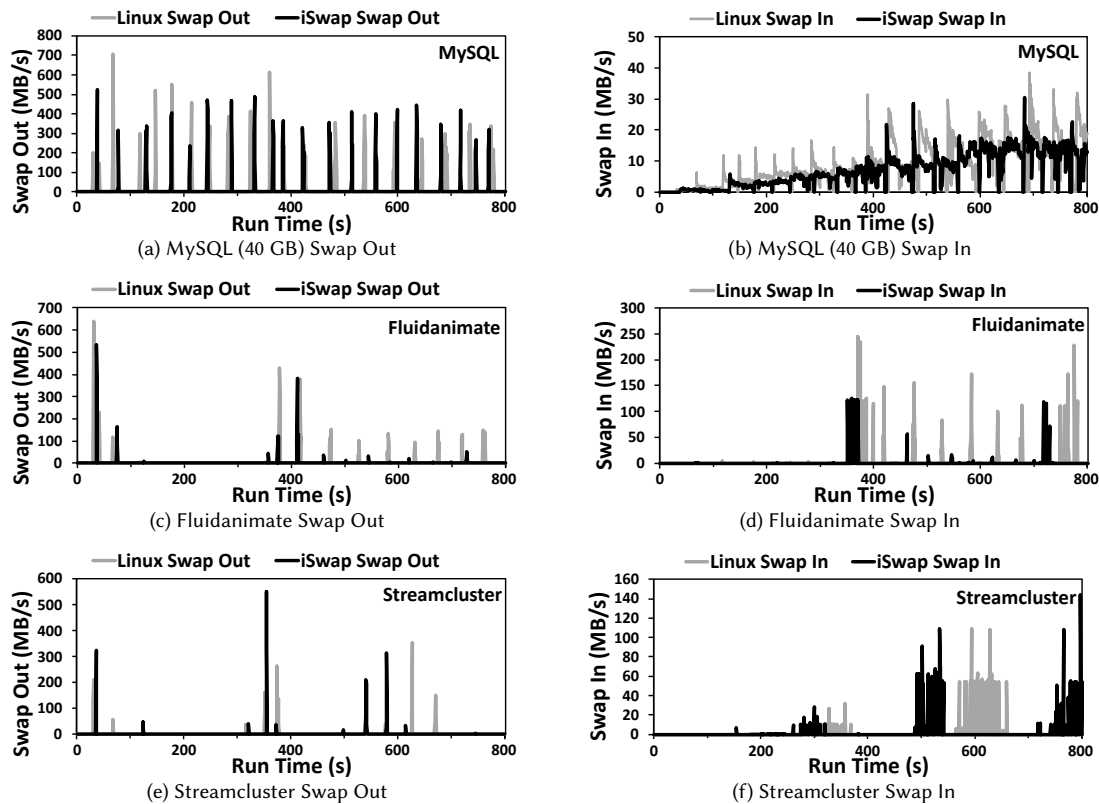 Linux Swap Out iSwap Swap Out
800
700
600
500
400
300
200
100
0
Swap Out (MB/s)
MySQL
0 200 400 600 800
Run Time (s)
(a) MySQL (40 GB) Swap Out
Linux Swap In iSwap Swap In
50
40
30
20
10
0
Swap In (MB/s)
MySQL
0 200 400 600 800
Run Time (s)
(b) MySQL (40 GB) Swap In
Linux Swap Out iSwap Swap Out
700
600
500
400
300
200
100
0
Swap Out (MB/s)
Fluidanimate
0 200 400 600 800
Run Time (s)
(c) Fluidanimate Swap Out
Linux Swap In iSwap Swap In
300
250
200
150
100
50
0
Swap In (MB/s)
Fluidanimate
0 200 400 600 800
Run Time (s)
(d) Fluidanimate Swap In
Linux Swap Out iSwap Swap Out
600
500
400
300
200
100
0
Swap Out (MB/s)
Streamcluster
0 200 400 600 800
Run Time (s)
(e) Streamcluster Swap Out
Linux Swap In iSwap Swap In
160
140
120
100
80
60
40
20
0
Swap In (MB/s)
Streamcluster
0 200 400 600 800
Run Time (s)
(f) Streamcluster Swap In